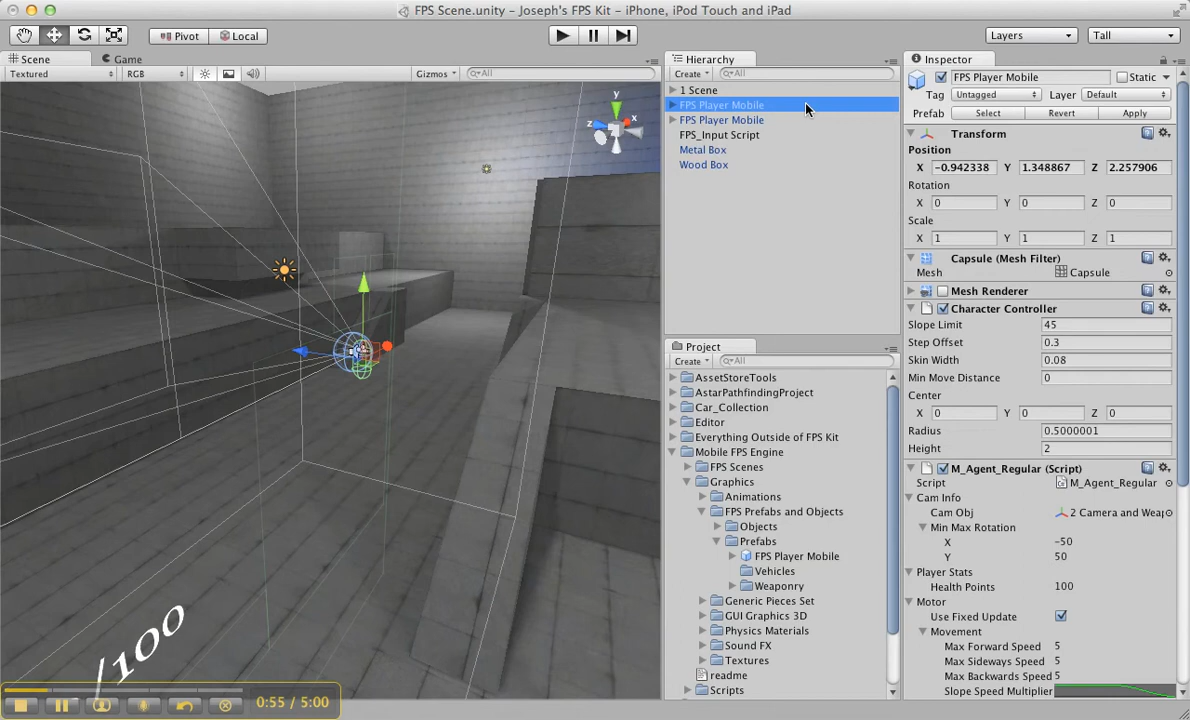 FPS Scene.unity - Joseph's FPS Kit - iPhone, iPod Touch and iPad
Pivot Local Layers Tall
Scene Game
Textured RGB Gizmos All
y
x
z
/100
0:55 / 5:00
Hierarchy
Create All
1 Scene
FPS Player Mobile
FPS Player Mobile
FPS_Input Script
Metal Box
Wood Box
Project
Create All
AssetStoreTools
AstarPathfindingProject
Car_Collection
Editor
Everything Outside of FPS Kit
Mobile FPS Engine
FPS Scenes
Graphics
Animations
FPS Prefabs and Objects
Objects
Prefabs
FPS Player Mobile
Vehicles
Weaponry
Generic Pieces Set
GUI Graphics 3D
Physics Materials
Sound FX
Textures
readme
Scripts
Inspector
FPS Player Mobile Static
Tag Untagged Layer Default
Prefab Select Revert Apply
Transform
Position
X -0.942338 Y 1.348867 Z 2.257906
Rotation
X 0 Y 0 Z 0
Scale
X 1 Y 1 Z 1
Capsule (Mesh Filter)
Mesh Capsule
Mesh Renderer
Character Controller
Slope Limit 45
Step Offset 0.3
Skin Width 0.08
Min Move Distance 0
Center
X 0 Y 0 Z 0
Radius 0.5000001
Height 2
M_Agent_Regular (Script)
Script M_Agent_Regular
Cam Info
Cam Obj 2 Camera and Weap
Min Max Rotation
X -50
Y 50
Player Stats
Health Points 100
Motor
Use Fixed Update
Movement
Max Forward Speed 5
Max Sideways Speed 5
Max Backwards Speed 5
Slope Speed Multiplier